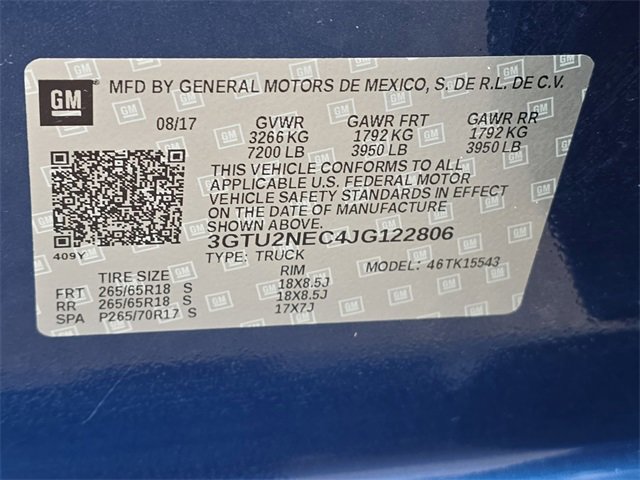 GM MFD BY GENERAL MOTORS DE MEXICO, S. DE R.L. DE C.V.
08/17 GVWR GAWR FRT GAWR RR
3266 KG 1792 KG 1792 KG
7200 LB 3950 LB 3950 LB
THIS VEHICLE CONFORMS TO ALL
APPLICABLE U.S. FEDERAL MOTOR
VEHICLE SAFETY STANDARDS IN EFFECT
ON THE DATE OF MANUFACTURE
SHOWN ABOVE.
409Y 3GTU2NEC4JG122806
TYPE: TRUCK MODEL: 46TK15543
TIRE SIZE RIM
FRT 265/65R18 S 18X8.5J
RR 265/65R18 S 18X8.5J
SPA P265/70R17 S 17X7J